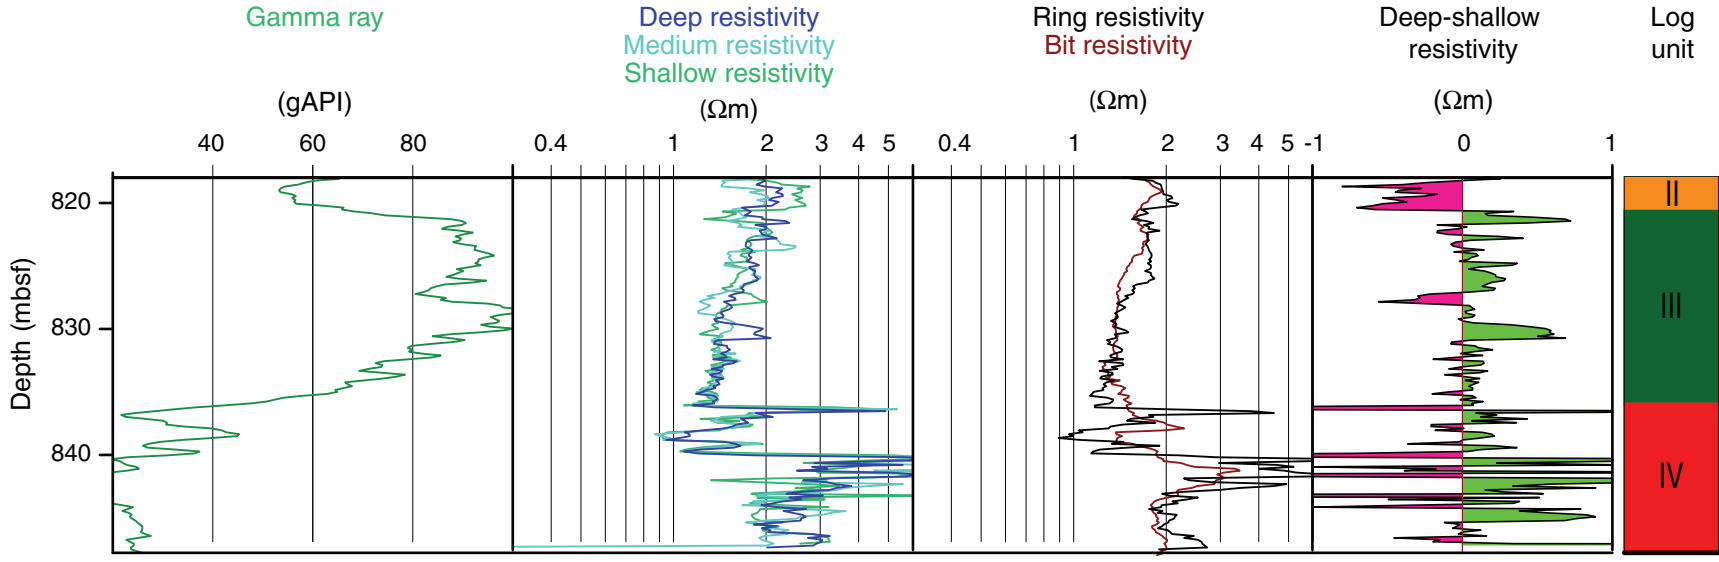 Gamma ray
Deep resistivity
Medium resistivity
Shallow resistivity
Ring resistivity
Bit resistivity
Deep-shallow
resistivity
Log
unit
(gAPI)
(Ωm)
(Ωm)
(Ωm)
40 60 80
0.4 1 2 3 4 5
0.4 1 2 3 4 5
-1 0 1
Depth (mbsf)
820
830
840
II
III
IV